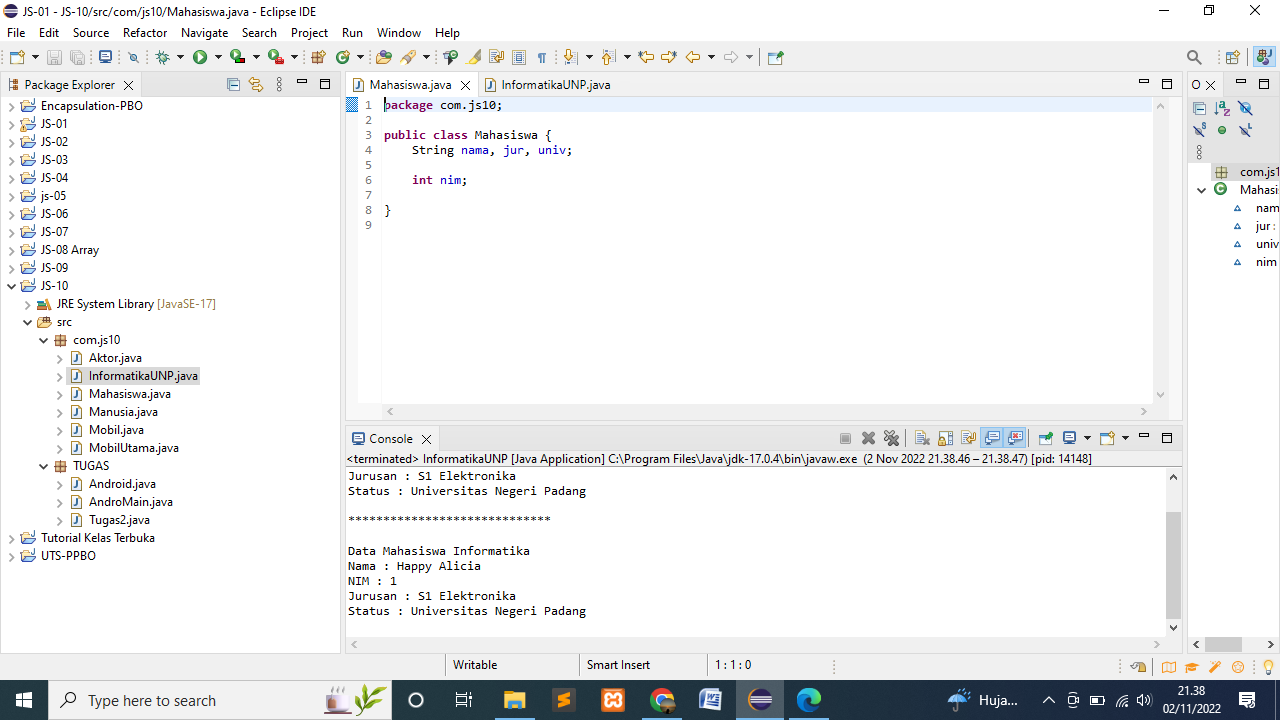 JS-01 - JS-10/src/com/js10/Mahasiswa.java - Eclipse IDE
File Edit Source Refactor Navigate Search Project Run Window Help
Package Explorer
Encapsulation-PBO
JS-01
JS-02
JS-03
JS-04
js-05
JS-06
JS-07
JS-08 Array
JS-09
JS-10
JRE System Library [JavaSE-17]
src
com.js10
Aktor.java
InformatikaUNP.java
Mahasiswa.java
Manusia.java
Mobil.java
MobilUtama.java
TUGAS
Android.java
AndroMain.java
Tugas2.java
Tutorial Kelas Terbuka
UTS-PPBO
Mahasiswa.java InformatikaUNP.java
1 package com.js10;
2
3 public class Mahasiswa {
4 String nama, jur, univ;
5
6 int nim;
7
8 }
9
O
com.js1
Mahasi
nam
jur :
univ
nim
Console
<terminated> InformatikaUNP [Java Application] C:\Program Files\Java\jdk-17.0.4\bin\javaw.exe (2 Nov 2022 21.38.46 – 21.38.47) [pid: 14148]
Jurusan : S1 Elektronika
Status : Universitas Negeri Padang
*****************************
Data Mahasiswa Informatika
Nama : Happy Alicia
NIM : 1
Jurusan : S1 Elektronika
Status : Universitas Negeri Padang
Writable Smart Insert 1 : 1 : 0
Type here to search
Huja...
21.38
02/11/2022